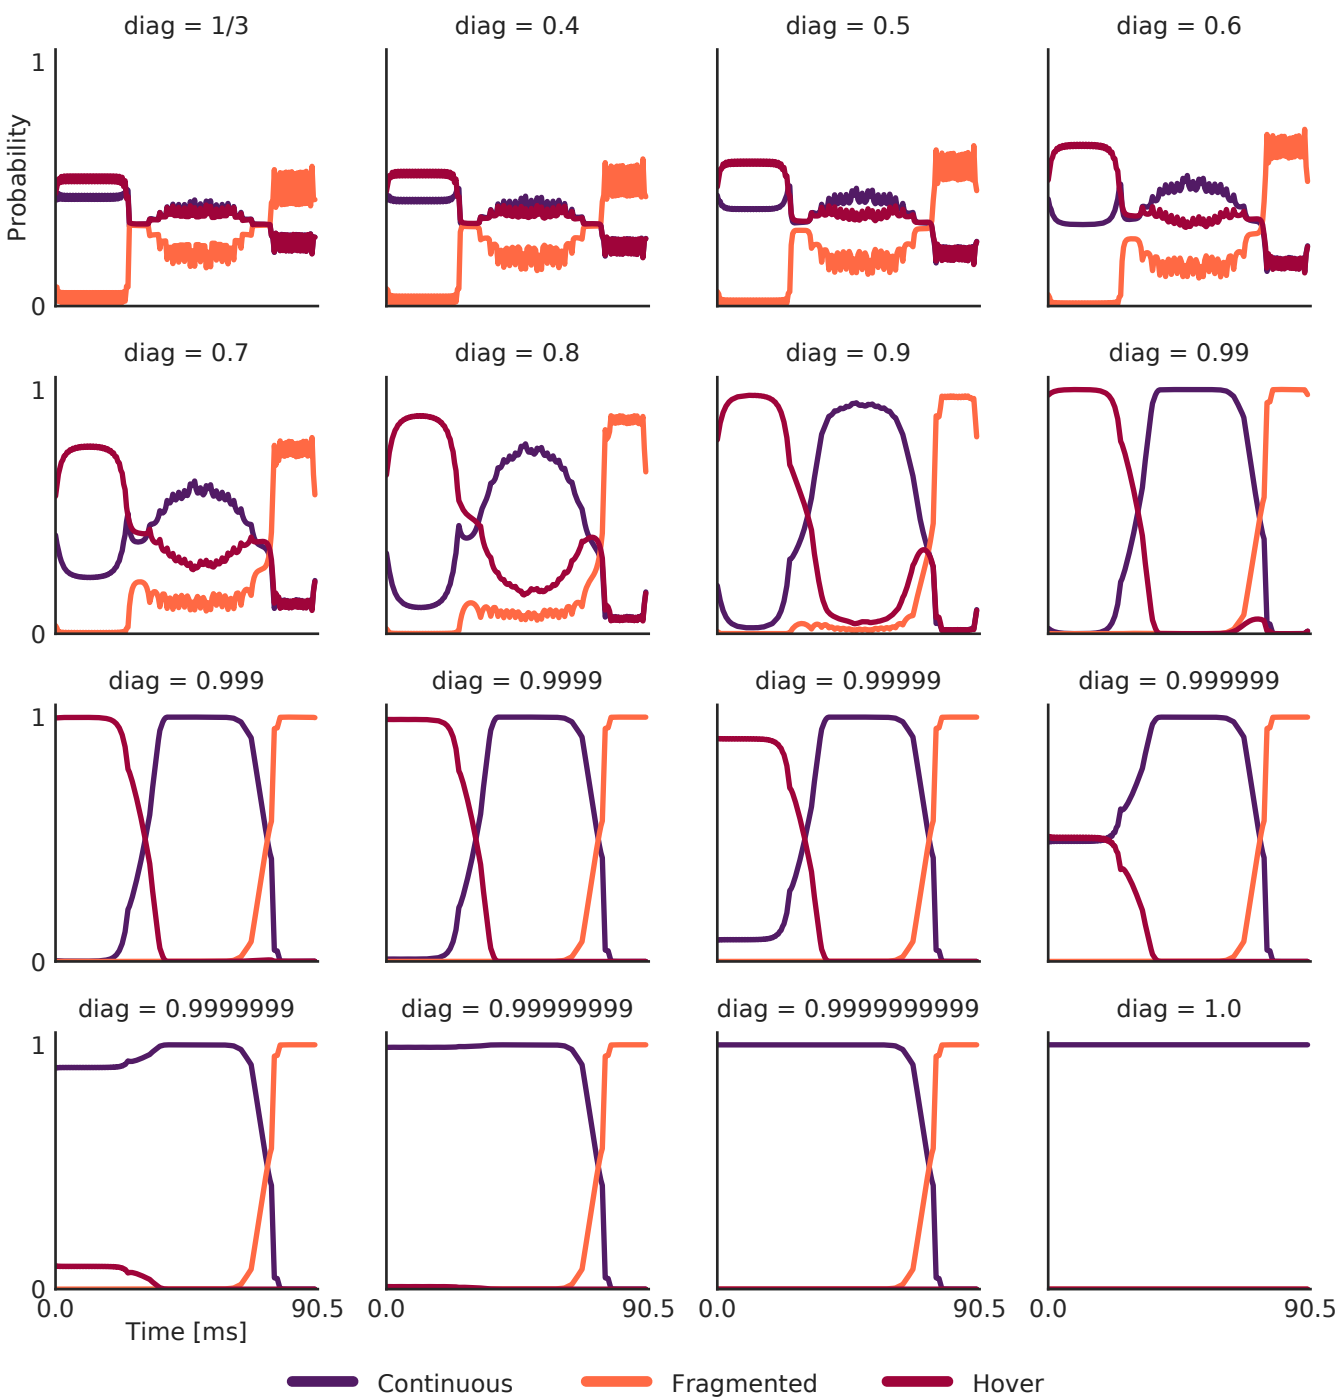 diag = 1/3 diag = 0.4 diag = 0.5 diag = 0.6
1
Probability
0
diag = 0.7 diag = 0.8 diag = 0.9 diag = 0.99
1
0
diag = 0.999 diag = 0.9999 diag = 0.99999 diag = 0.999999
1
0
diag = 0.9999999 diag = 0.99999999 diag = 0.9999999999 diag = 1.0
1
0
0.0 90.5 0.0 90.5 0.0 90.5 0.0 90.5
Time [ms]
Continuous Fragmented Hover